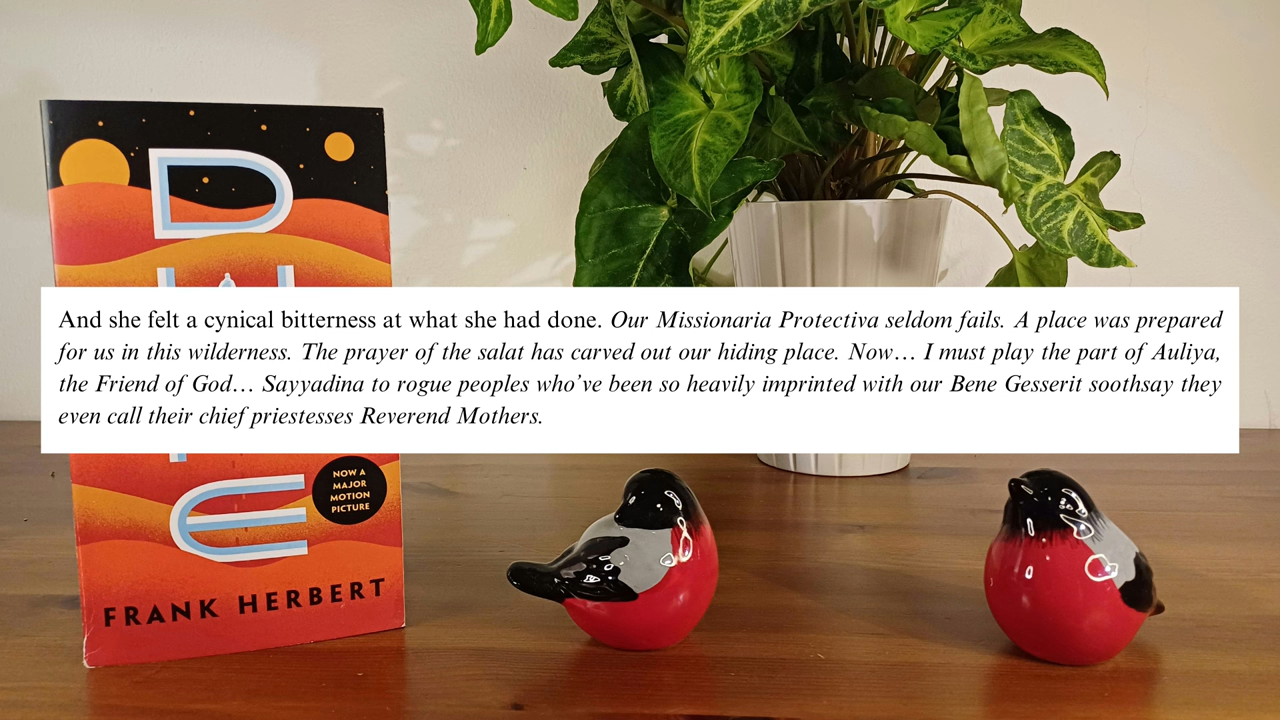 D
And she felt a cynical bitterness at what she had done. Our Missionaria Protectiva seldom fails. A place was prepared
for us in this wilderness. The prayer of the salat has carved out our hiding place. Now… I must play the part of Auliya,
the Friend of God… Sayyadina to rogue peoples who’ve been so heavily imprinted with our Bene Gesserit soothsay they
even call their chief priestesses Reverend Mothers.
E
NOW A
MAJOR
MOTION
PICTURE
FRANK HERBERT